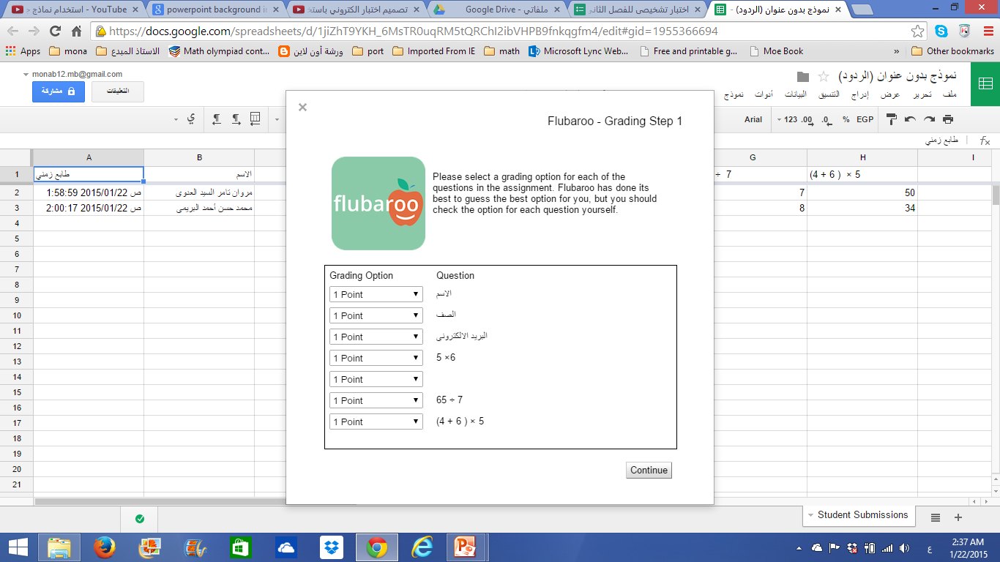 استخدام نماذج - YouTube
powerpoint background in
تصميم اختبار الكتروني باستخ
ملفاتي - Google Drive
اختبار تشخيصى للفصل الثاني
نموذج بدون عنوان (الردود) -
https://docs.google.com/spreadsheets/d/1jiZhT9YKH_6MsTR0uqRM5tQRChI2ibVHPB9fnkqgfm4/edit#gid=1955366694
Apps mona الاستاذ المبدع Math olympiad cont... ورشة أون لاين port Imported From IE math Microsoft Lync Web... Free and printable g... Moe Book » Other bookmarks
monab12.mb@gmail.com
نموذج بدون عنوان (الردود)
مشاركة
التعليقات
ملف تحرير عرض إدراج التنسيق البيانات أدوات نموذج
ي
Arial 123 .00 .0 % EGP
طابع زمني fx
A B G H I
1 طابع زمني الاسم ÷ 7 (4 + 6 ) × 5
2 ص 1:58:59 2015/01/22 مروان تامر السيد العدوى 7 50
3 ص 2:00:17 2015/01/22 محمد حسن أحمد البريمى 8 34
4
5
6
7
8
9
10
11
12
13
14
15
16
17
18
19
20
21
Flubaroo - Grading Step 1
flubaroo
Please select a grading option for each of the
questions in the assignment. Flubaroo has done its
best to guess the best option for you, but you should
check the option for each question yourself.
Grading Option Question
1 Point الاسم
1 Point الصف
1 Point البريد الالكترونى
1 Point 5 ×6
1 Point
1 Point 65 ÷ 7
1 Point (4 + 6 ) × 5
Continue
Student Submissions
ع
2:37 AM
1/22/2015